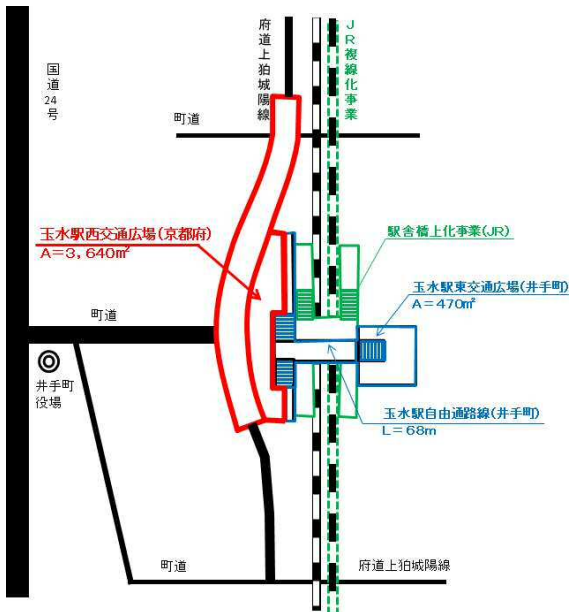 府道上狛城陽線
ＪＲ複線化事業
国道
24
号
町道
玉水駅西交通広場(京都府)
A=3,640㎡
駅舎橋上化事業(JR)
玉水駅東交通広場(井手町)
A=470㎡
町道
井手町
役場
玉水駅自由通路線(井手町)
L=68m
町道
府道上狛城陽線